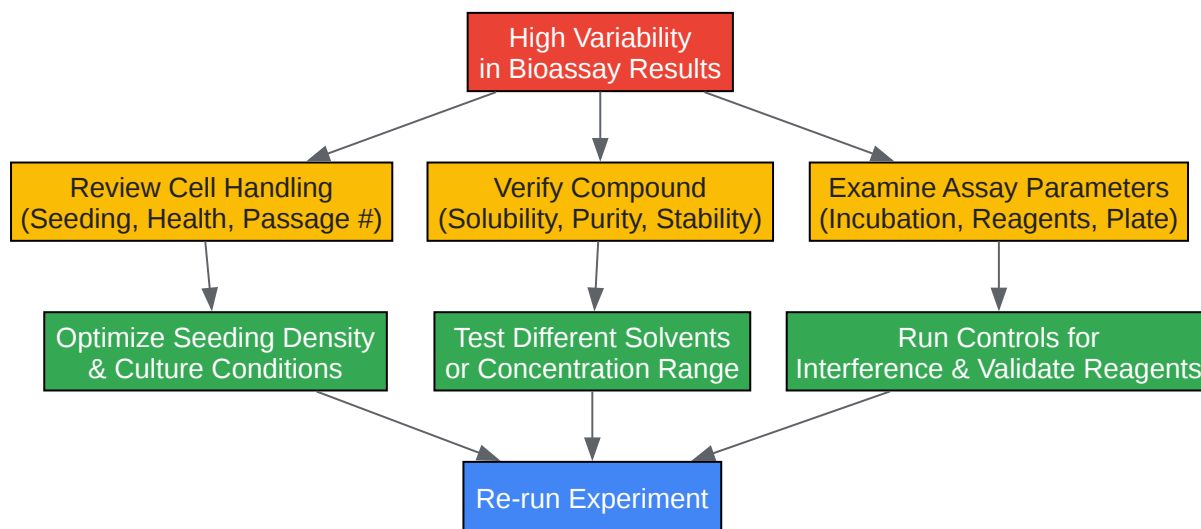 High Variability
in Bioassay Results
Review Cell Handling
(Seeding, Health, Passage #)
Verify Compound
(Solubility, Purity, Stability)
Examine Assay Parameters
(Incubation, Reagents, Plate)
Optimize Seeding Density
& Culture Conditions
Test Different Solvents
or Concentration Range
Run Controls for
Interference & Validate Reagents
Re-run Experiment